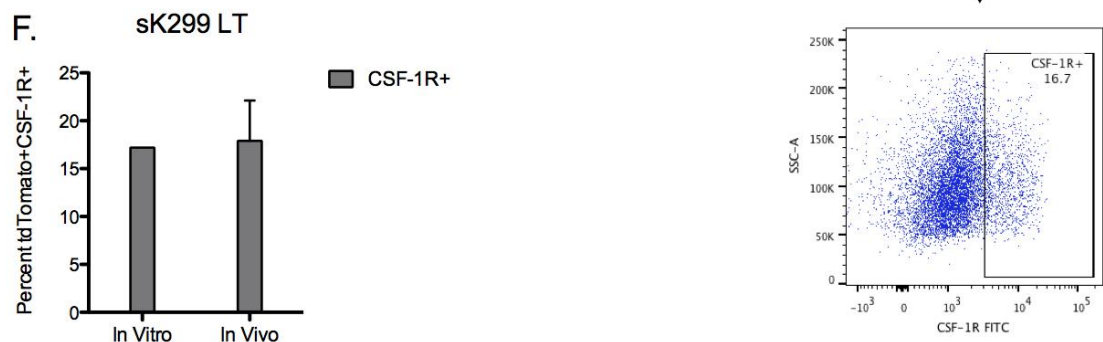 F.
sK299 LT
Percent tdTomato+CSF-1R+
25
20
15
10
5
0
In Vitro
In Vivo
CSF-1R+
CSF-1R+
16.7
SSC-A
250K
200K
150K
100K
50K
0
-10³
0
10³
10⁴
10⁵
CSF-1R FITC